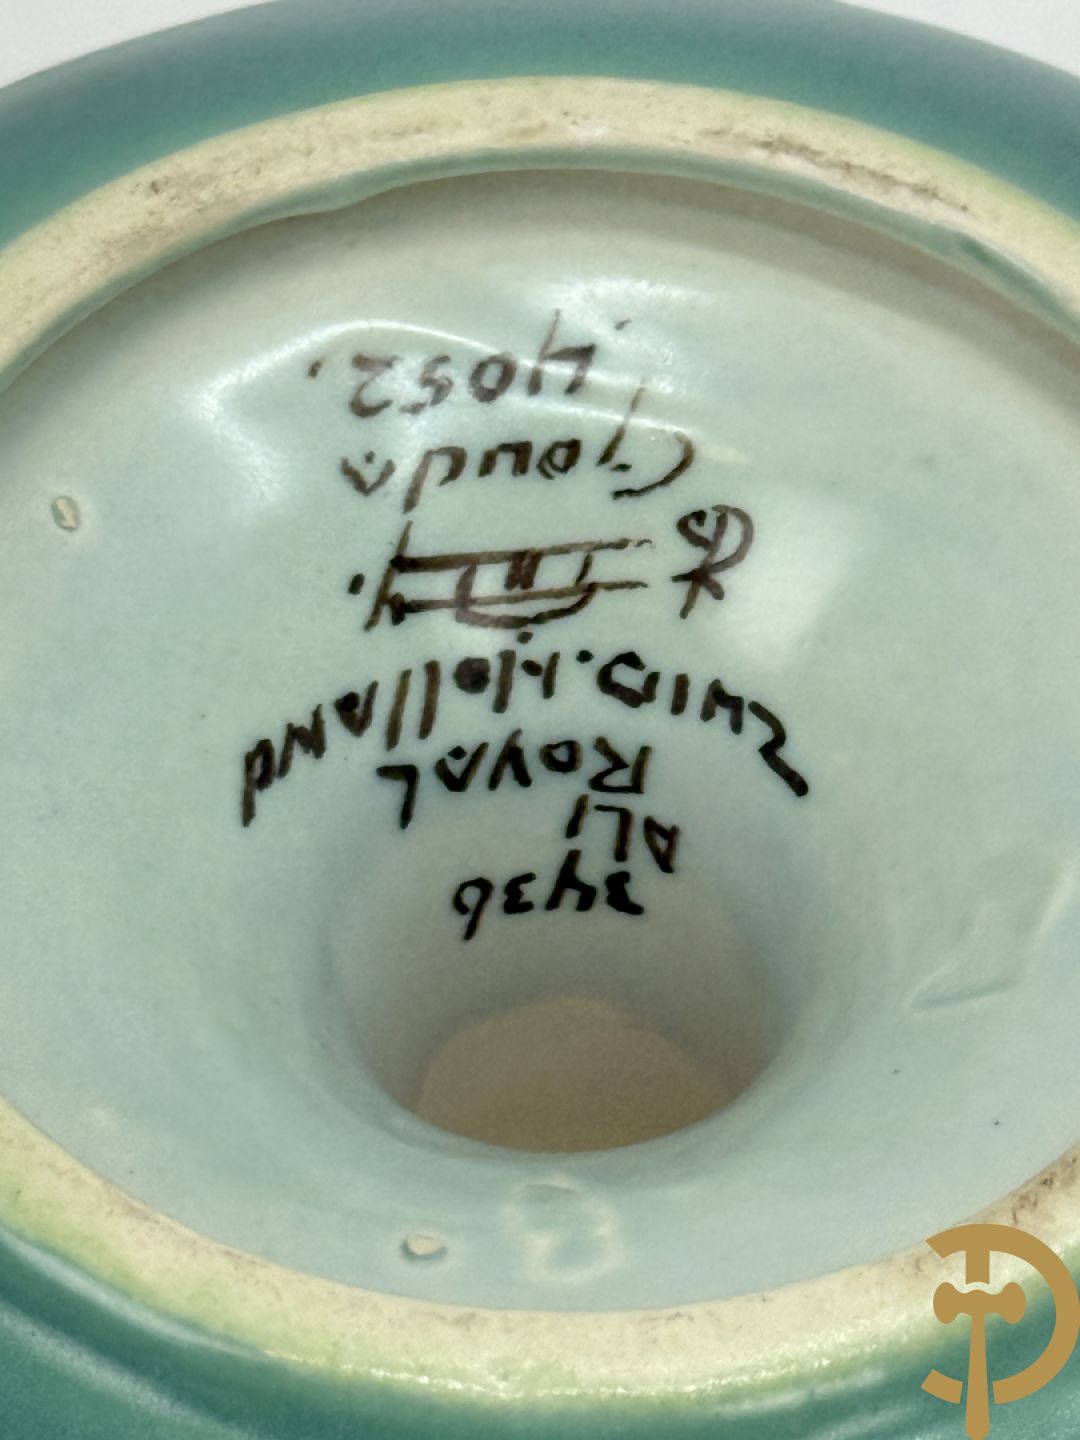 3436
ALI
ROYAL
ZUID.Holland
Gouda
4052.